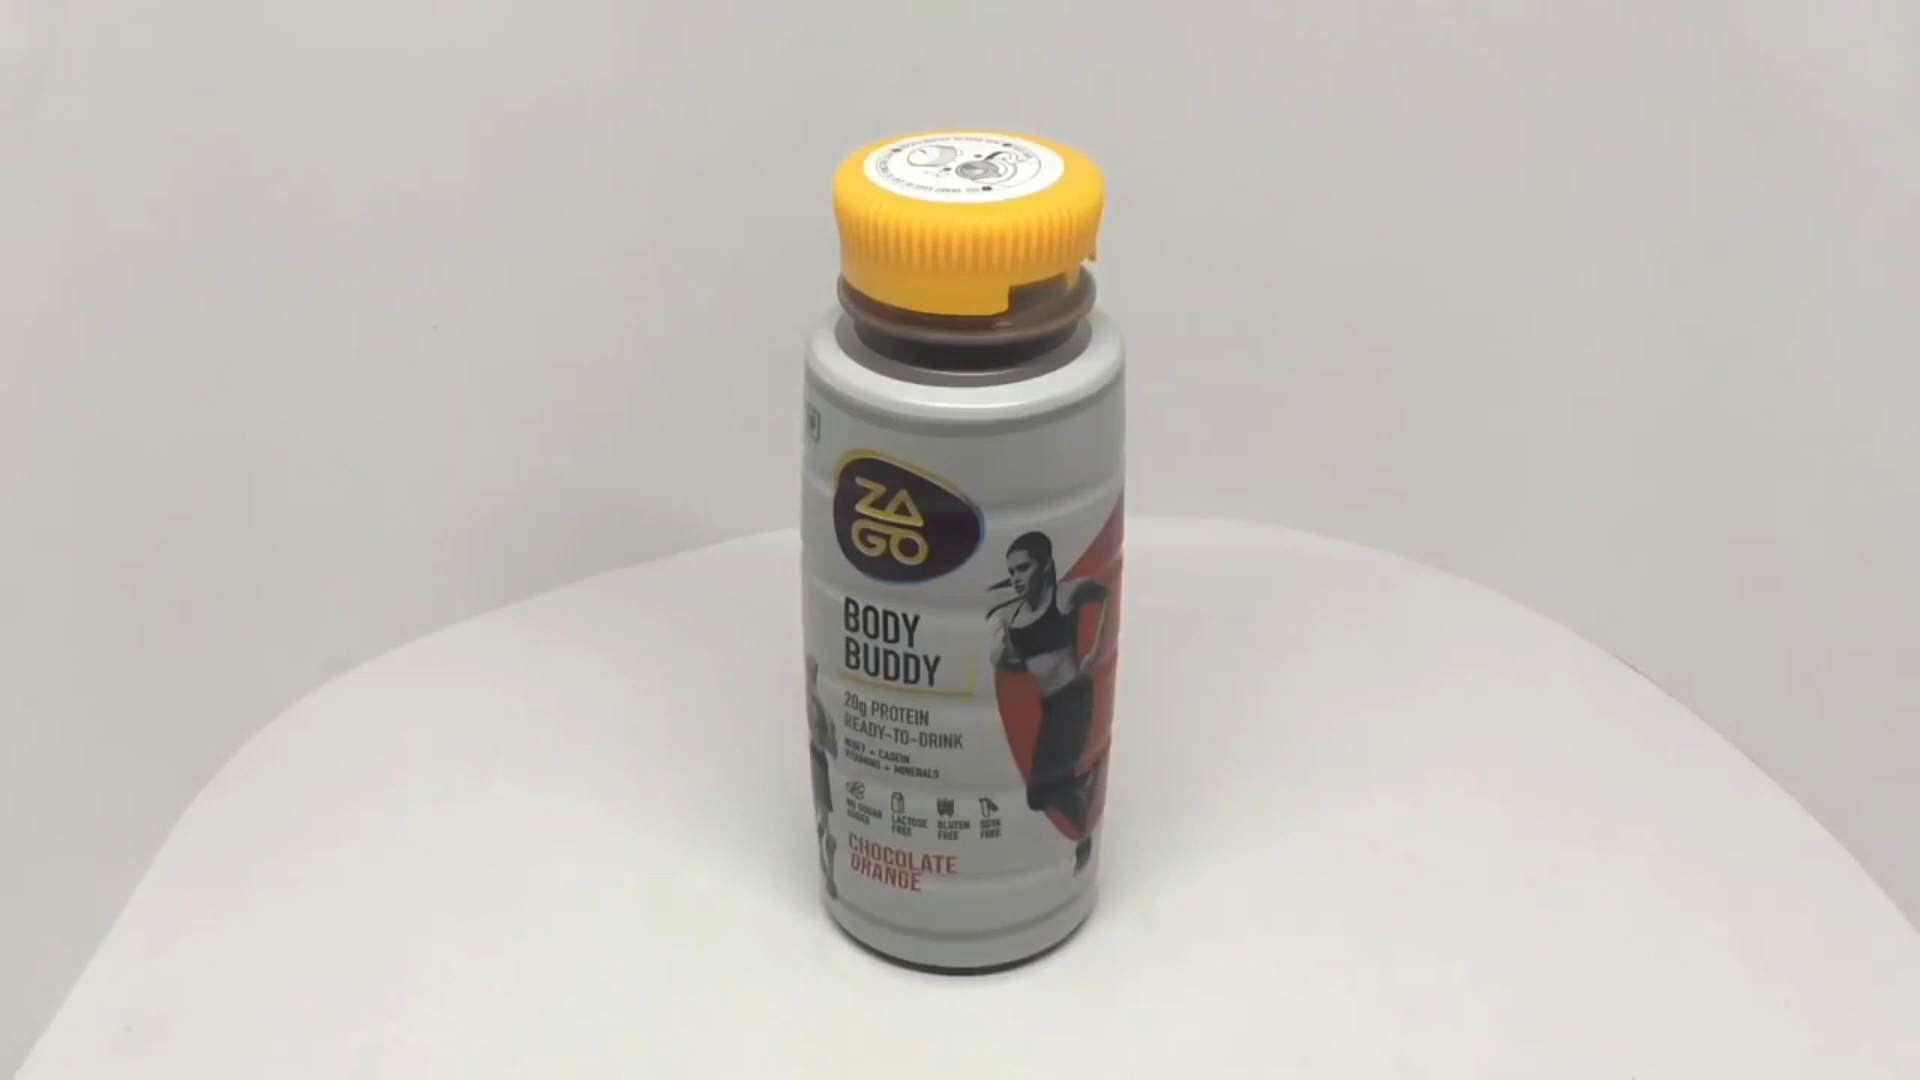 ZA
GO
BODY
BUDDY
20g PROTEIN
READY-TO-DRINK
WHEY + CASEIN
VITAMINS + MINERALS
NO SUGAR
ADDED
LACTOSE
FREE
GLUTEN
FREE
SOYA
FREE
CHOCOLATE
ORANGE